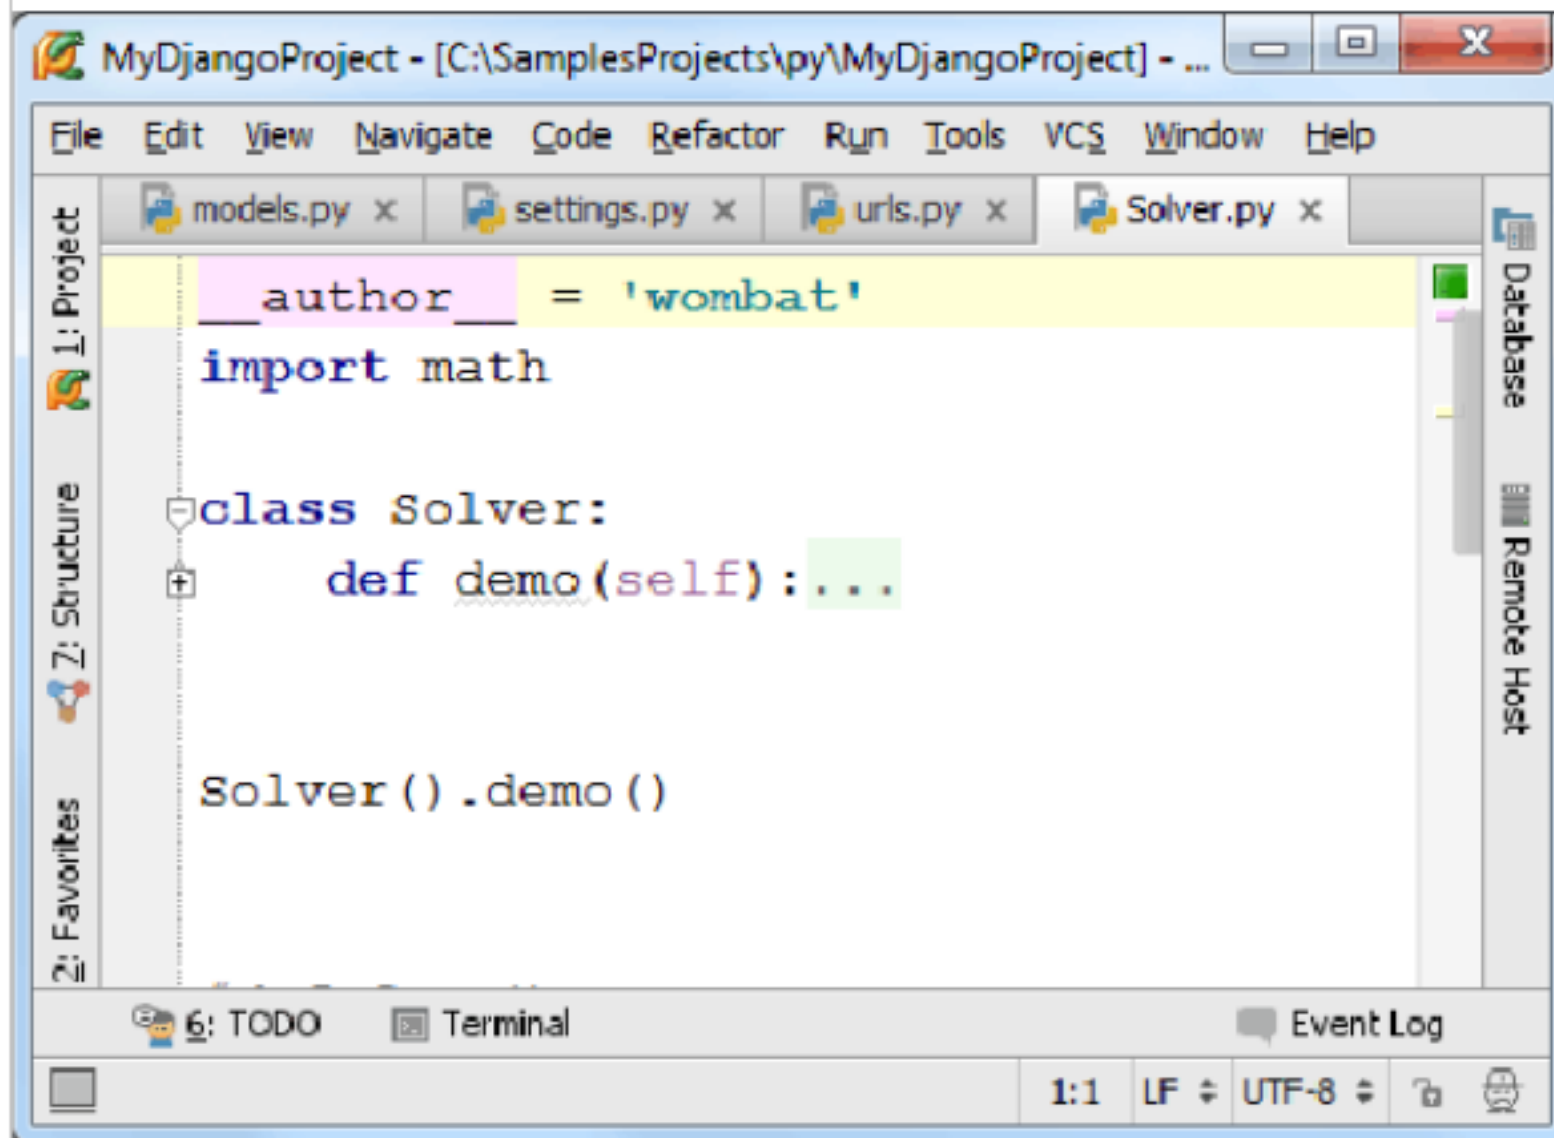 MyDjangoProject - [C:\SamplesProjects\py\MyDjangoProject] - ...
File Edit View Navigate Code Refactor Run Tools VCS Window Help
models.py settings.py urls.py Solver.py
1: Project
7: Structure
2: Favorites
__author__ = 'wombat'
import math
class Solver:
def demo(self):...
Solver().demo()
Database
Remote Host
6: TODO Terminal Event Log
1:1 LF UTF-8